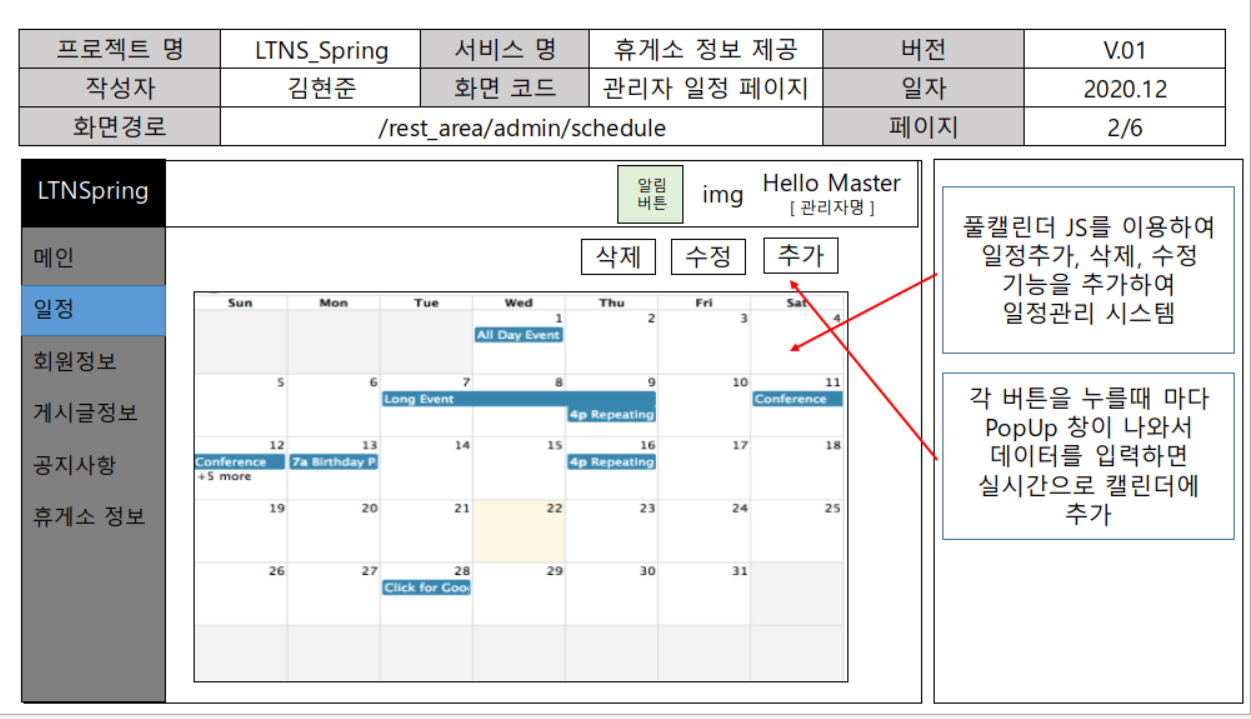 프로젝트 명 LTNS_Spring 서비스 명 휴게소 정보 제공 버전 V.01
작성자 김현준 화면 코드 관리자 일정 페이지 일자 2020.12
화면경로 /rest_area/admin/schedule 페이지 2/6
LTNSpring
알림
버튼
img
Hello Master
[ 관리자명 ]
메인
일정
회원정보
게시글정보
공지사항
휴게소 정보
삭제 수정 추가
Sun Mon Tue Wed Thu Fri Sat
1 2 3 4
All Day Event
5 6 7 8 9 10 11
Long Event Conference
4p Repeating
12 13 14 15 16 17 18
Conference 7a Birthday P 4p Repeating
+5 more
19 20 21 22 23 24 25
26 27 28 29 30 31
Click for Goo
풀캘린더 JS를 이용하여
일정추가, 삭제, 수정
기능을 추가하여
일정관리 시스템
각 버튼을 누를때 마다
PopUp 창이 나와서
데이터를 입력하면
실시간으로 캘린더에
추가